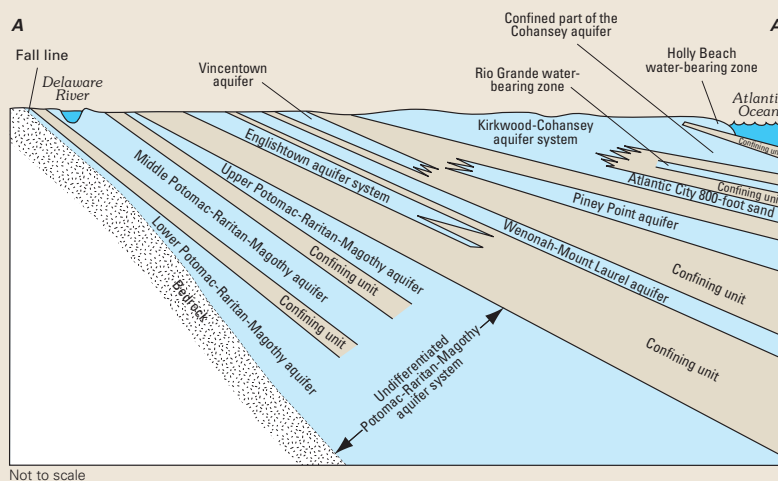 A
A
Fall line
Delaware
River
Vincentown
aquifer
Confined part of the
Cohansey aquifer
Rio Grande water-
bearing zone
Holly Beach
water-bearing zone
Atlanti
Ocean
Kirkwood-Cohansey
aquifer system
Confining uni
Englishtown aquifer system
Middle Potomac-Raritan-Magothy aquifer
Upper Potomac-Raritan-Magothy aquifer
Lower Potomac-Raritan-Magothy aquifer
Bedrock
Confining unit
Confining unit
Confining unit
Atlantic City 800-foot sand
Piney Point aquifer
Wenonah-Mount Laurel aquifer
Confining unit
Confining unit
Undifferentiated
Potomac-Raritan-Magothy
aquifer system
Not to scale